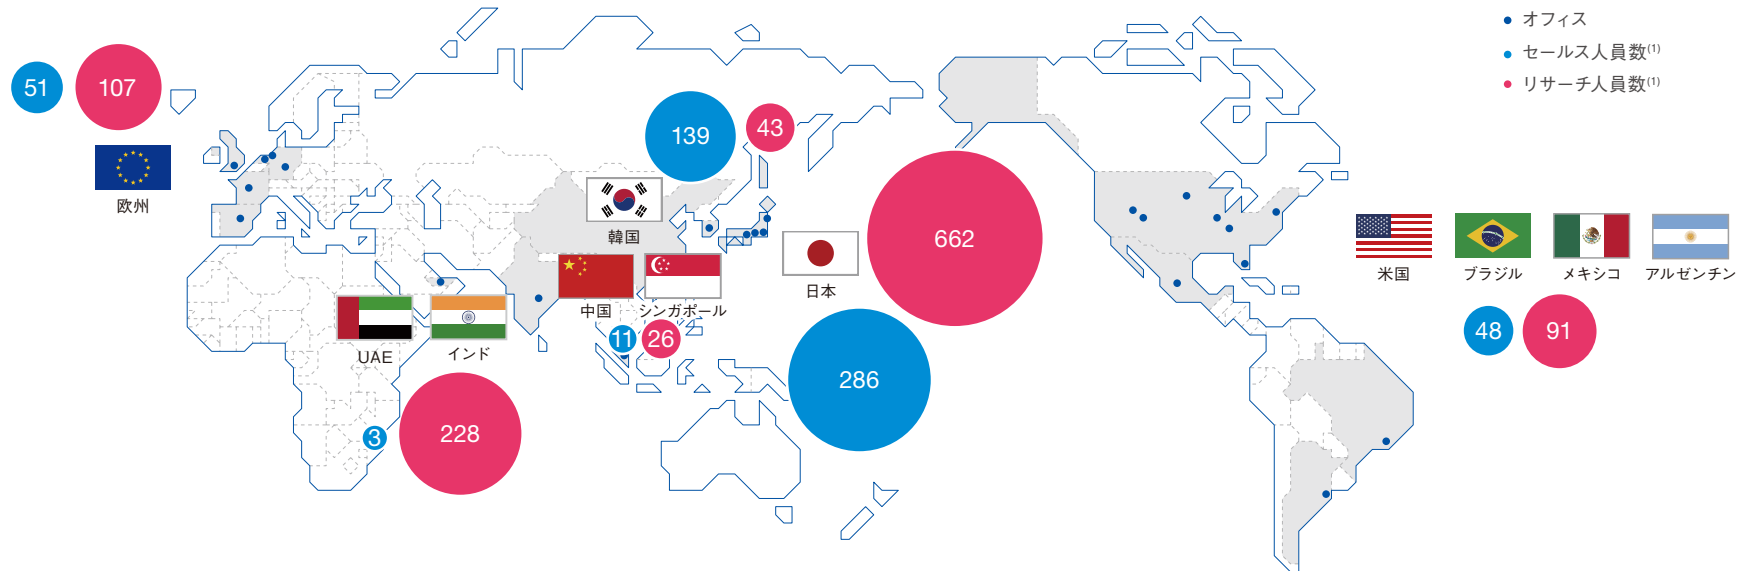 オフィス
セールス人員数(1)
リサーチ人員数(1)
51
107
欧州
139
43
韓国
662
日本
中国
シンガポール
11
26
286
UAE
インド
3
228
米国
ブラジル
メキシコ
アルゼンチン
48
91